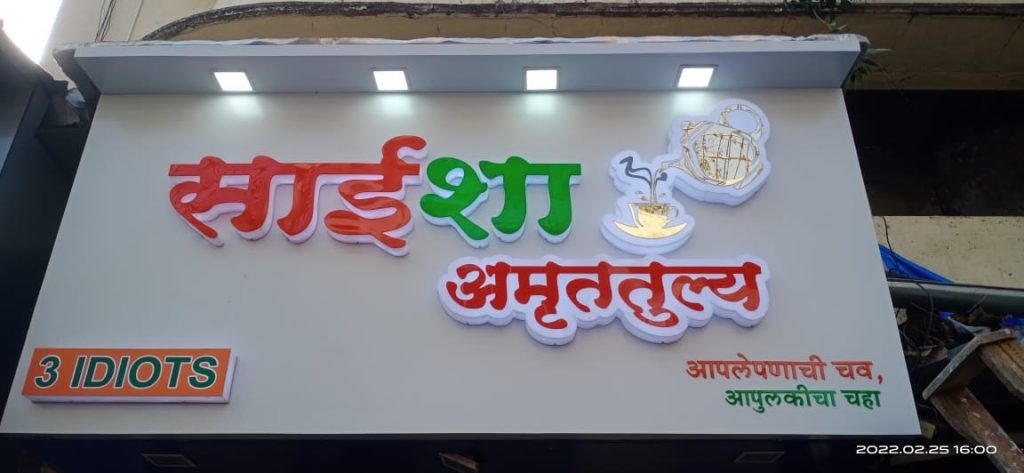 साईशा
अमृततुल्य
3 IDIOTS
आपलेपणाची चव,
आपुलकीचा चहा
2022.02.25 16:00